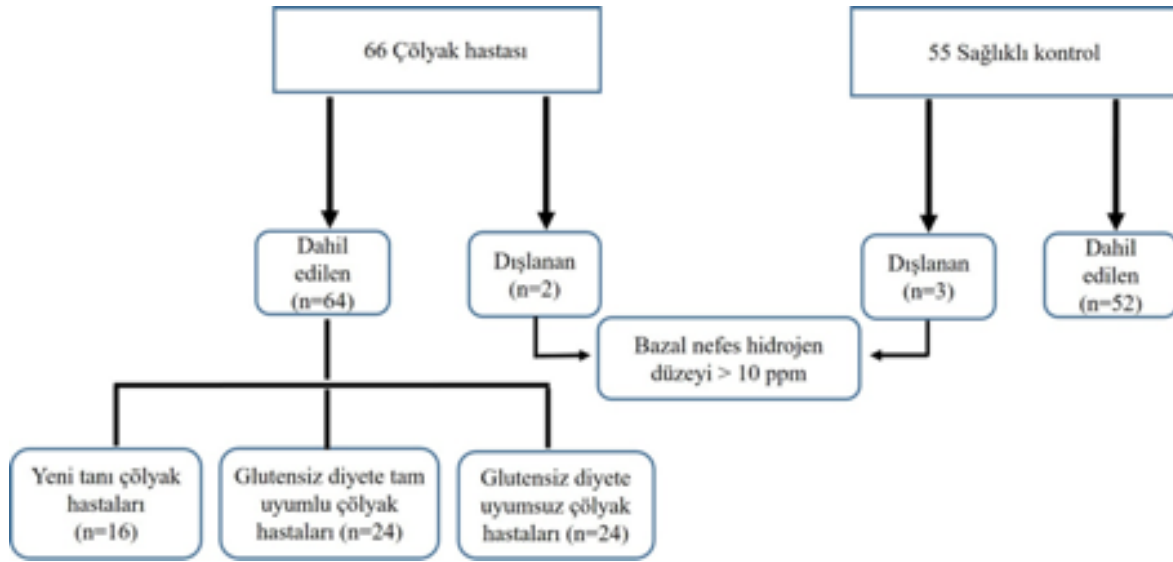 66 Çölyak hastası
55 Sağlıklı kontrol
Dahil
edilen
(n=64)
Dışlanan
(n=2)
Dışlanan
(n=3)
Dahil
edilen
(n=52)
Bazal nefes hidrojen
düzeyi > 10 ppm
Yeni tanı çölyak
hastaları
(n=16)
Glutensiz diyete tam
uyumlu çölyak
hastaları (n=24)
Glutensiz diyete
uyumsuz çölyak
hastaları (n=24)